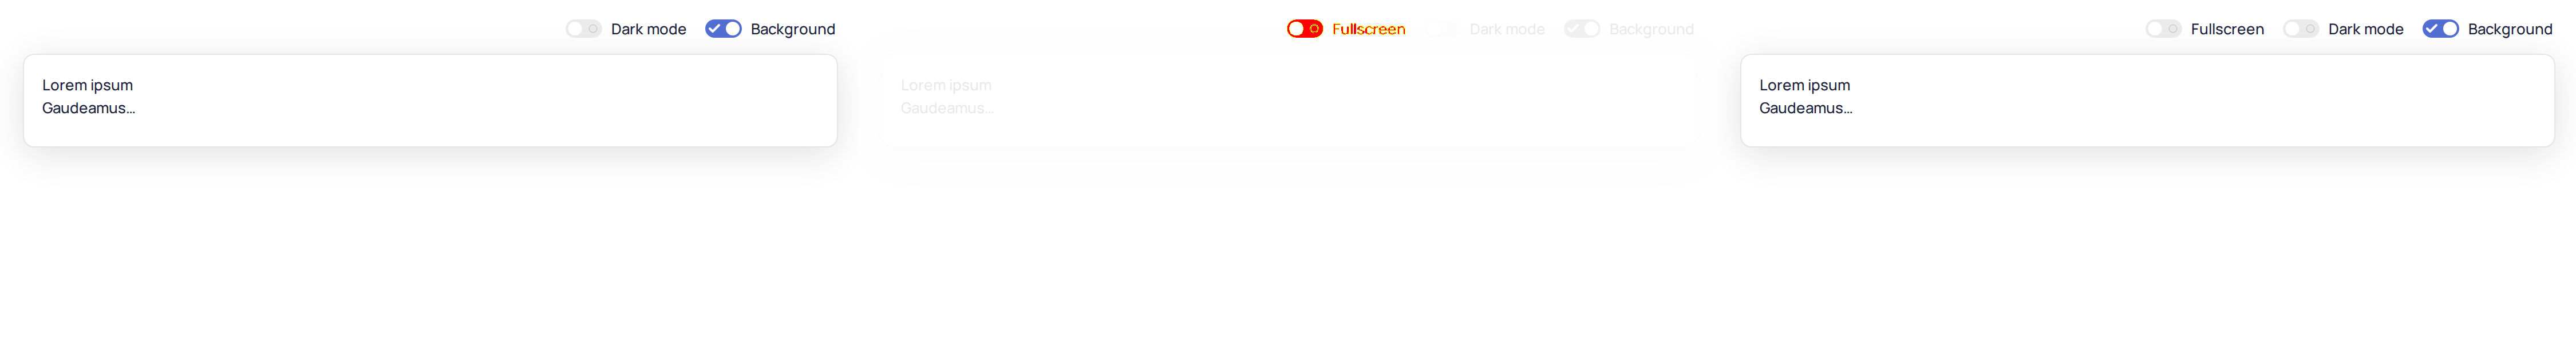 Dark mode Background
Lorem ipsum
Gaudeamus...
Fullscreen Dark mode Background
Lorem ipsum
Gaudeamus...
Fullscreen Dark mode Background
Lorem ipsum
Gaudeamus...